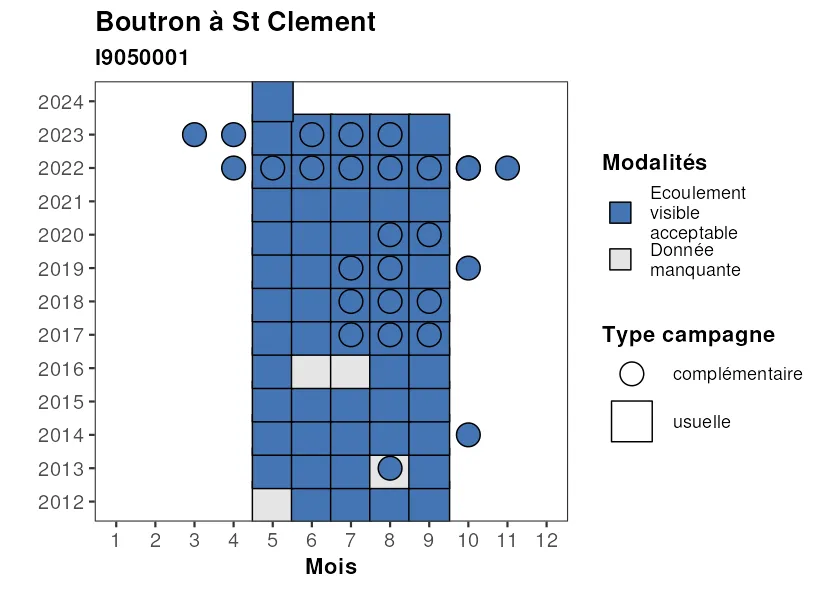 Boutron à St Clement
I9050001
2024
2023
2022
2021
2020
2019
2018
2017
2016
2015
2014
2013
2012
1 2 3 4 5 6 7 8 9 10 11 12
Mois
Modalités
Ecoulement
visible
acceptable
Donnée
manquante
Type campagne
complémentaire
usuelle